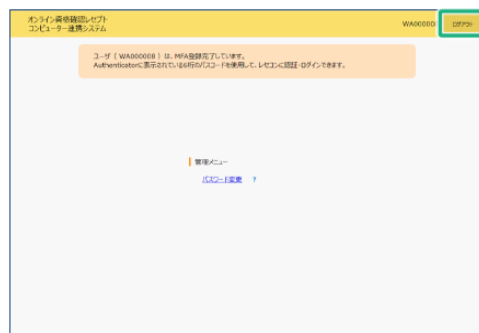 オンライン資格確認レセプト
コンピューター連携システム
WA000000
ログアウト
ユーザ ( WA000008 ) は、MFA登録完了しています。
Authenticatorに表示されている6桁のパスコードを使用して、レセコンに認証・ログインできます。
管理メニュー
パスワード変更 ?